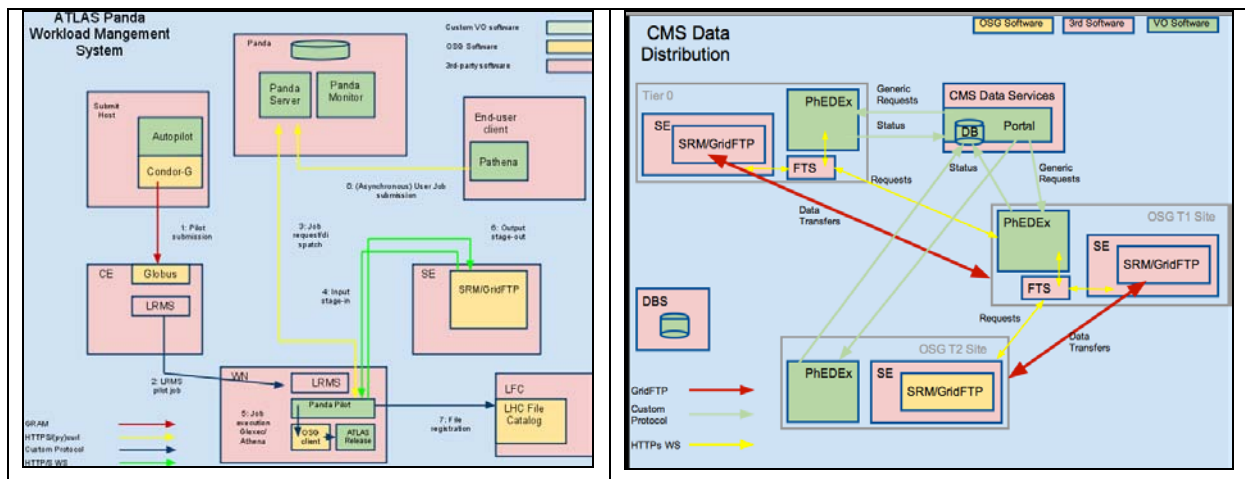 ATLAS Panda
Workload Mangement
System
Custom VO software
OSG Software
3rd-party software
Panda
Panda
Server
Panda
Monitor
Submit
Host
Autopilot
Condor-G
End-user
client
Pathena
0: (Asynchronous) User Job
submission
1: Pilot
submission
3: Job
request/di
spatch
6: Output
stage-out
CE
Globus
LRMS
4: Input
stage-in
SE
SRM/GridFTP
2: LRMS
pilot job
WN
LRMS
Panda Pilot
5: Job
execution
Glexec/
Athena
OSG
client
ATLAS
Release
7: File
registration
LFC
LHC File
Catalog
GRAM
HTTPS/(py)curl
Custom Protocol
HTTP/S WS
CMS Data
Distribution
OSG Software
3rd Software
VO Software
Tier 0
SE
SRM/GridFTP
PhEDEx
FTS
Generic
Requests
Status
CMS Data Services
DB
Portal
Requests
Status
Generic
Requests
Data
Transfers
OSG T1 Site
PhEDEx
SE
SRM/GridFTP
FTS
DBS
Requests
Data
Transfers
OSG T2 Site
PhEDEx
SE
SRM/GridFTP
GridFTP
Custom
Protocol
HTTPs WS